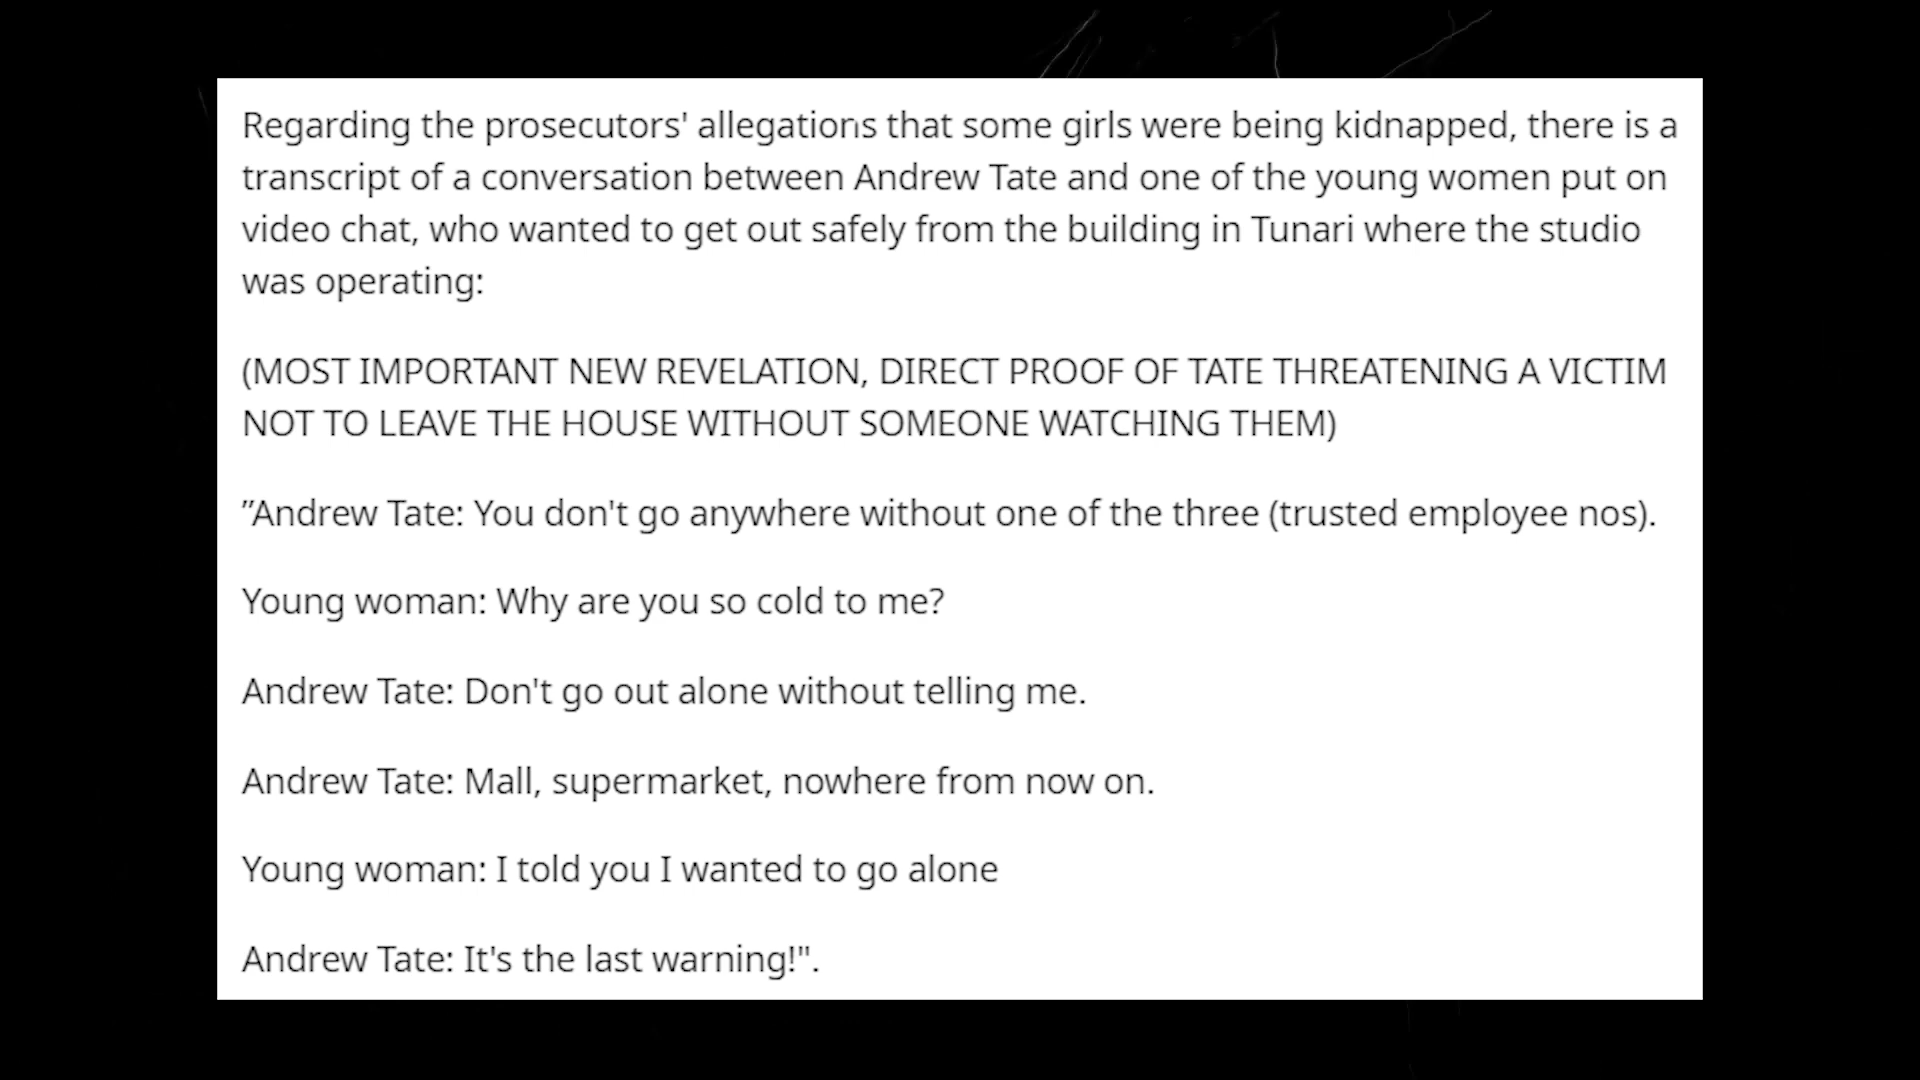 Regarding the prosecutors' allegations that some girls were being kidnapped, there is a
transcript of a conversation between Andrew Tate and one of the young women put on
video chat, who wanted to get out safely from the building in Tunari where the studio
was operating:
(MOST IMPORTANT NEW REVELATION, DIRECT PROOF OF TATE THREATENING A VICTIM
NOT TO LEAVE THE HOUSE WITHOUT SOMEONE WATCHING THEM)
”Andrew Tate: You don't go anywhere without one of the three (trusted employee nos).
Young woman: Why are you so cold to me?
Andrew Tate: Don't go out alone without telling me.
Andrew Tate: Mall, supermarket, nowhere from now on.
Young woman: I told you I wanted to go alone
Andrew Tate: It's the last warning!".